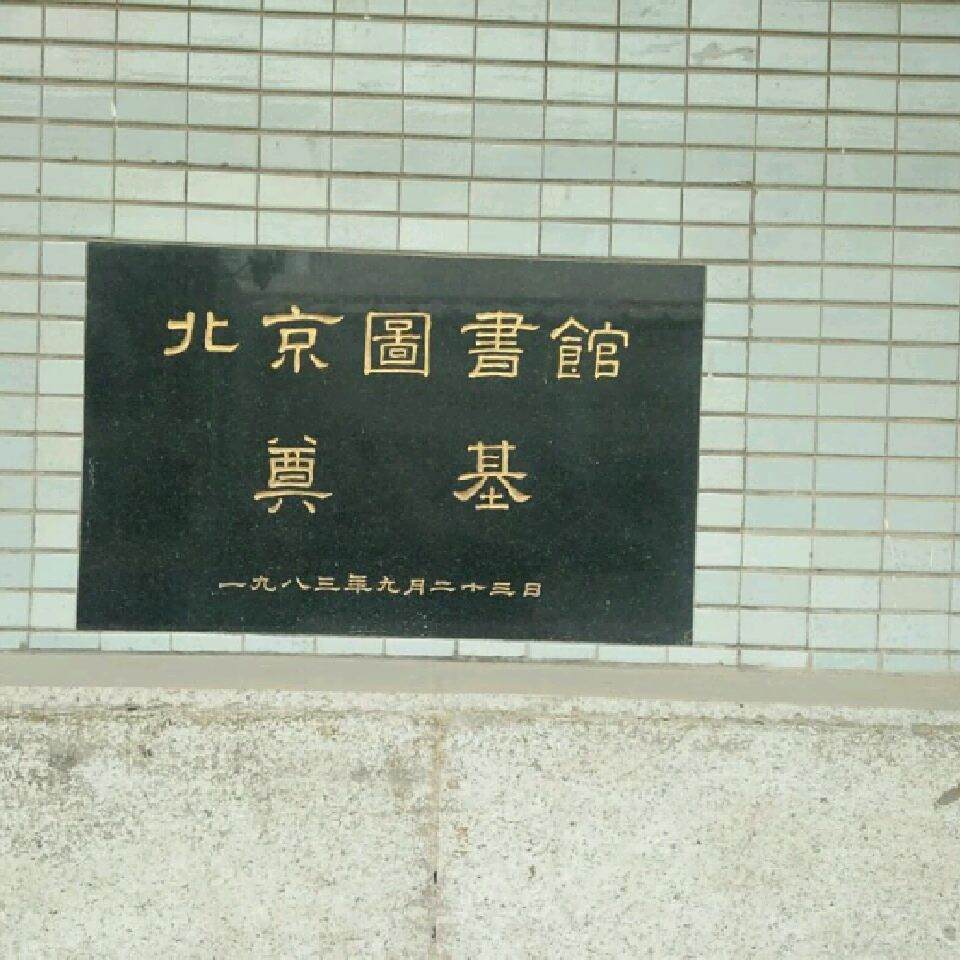 北京圖書館
奠基
一九八三年九月二十三日